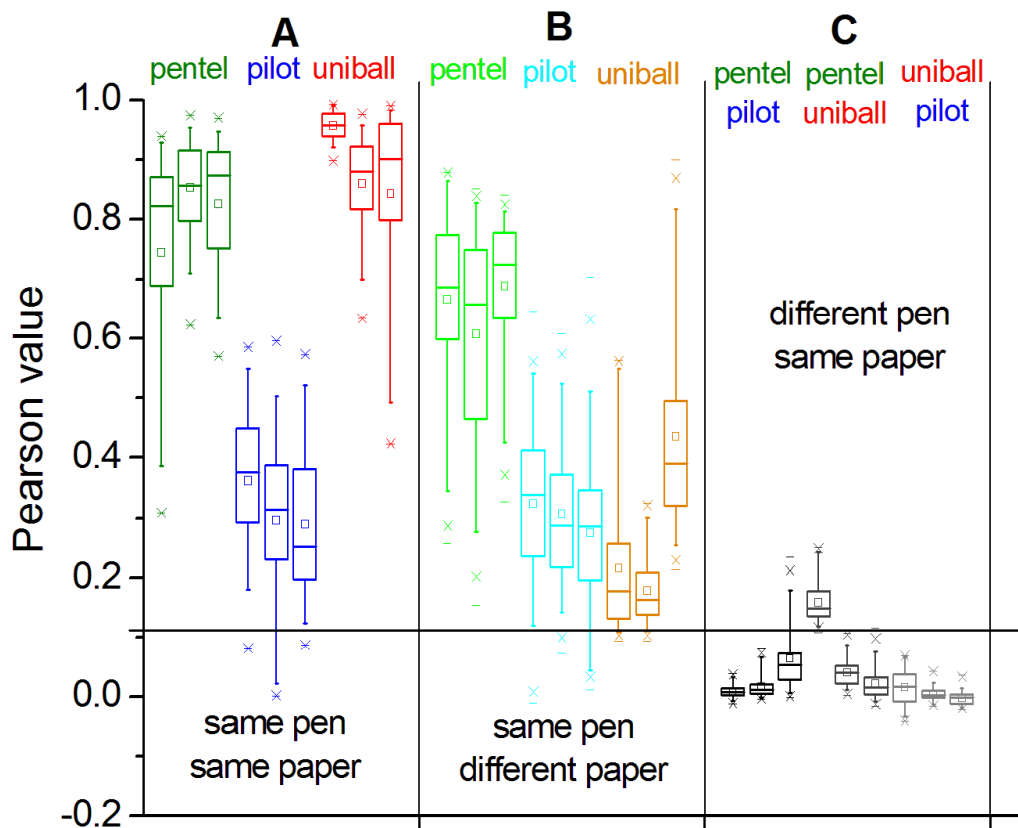 A
B
C
pentel pilot uniball
pentel pilot uniball
pentel pentel uniball
pilot uniball pilot
1.0
0.8
0.6
0.4
0.2
0.0
-0.2
Pearson value
different pen
same paper
same pen
same paper
same pen
different paper